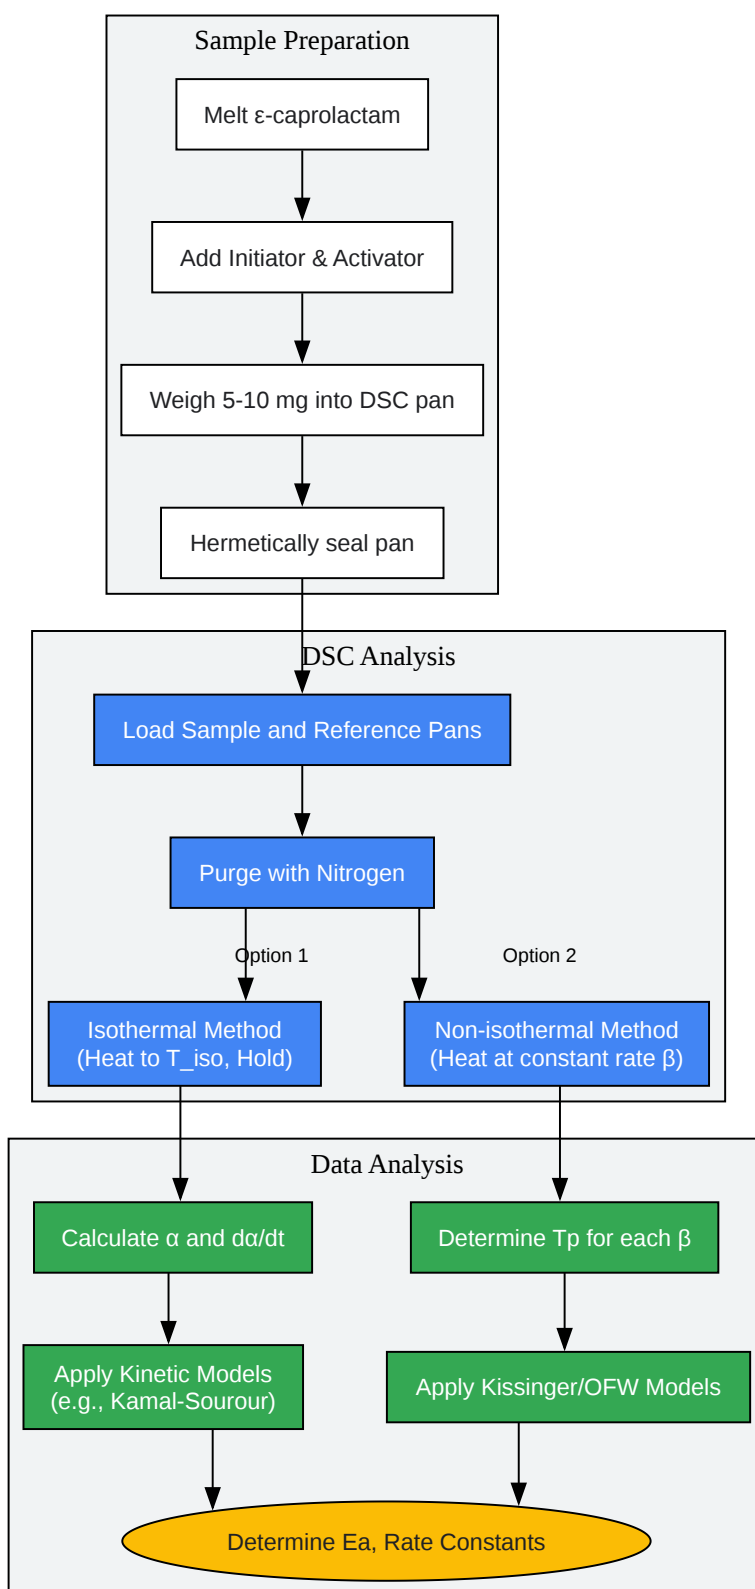 Sample Preparation
Melt ε-caprolactam
Add Initiator & Activator
Weigh 5-10 mg into DSC pan
Hermetically seal pan
DSC Analysis
Load Sample and Reference Pans
Purge with Nitrogen
Option 1
Option 2
Isothermal Method
(Heat to T_iso, Hold)
Non-isothermal Method
(Heat at constant rate β)
Data Analysis
Calculate α and dα/dt
Determine Tp for each β
Apply Kinetic Models
(e.g., Kamal-Sourour)
Apply Kissinger/OFW Models
Determine Ea, Rate Constants